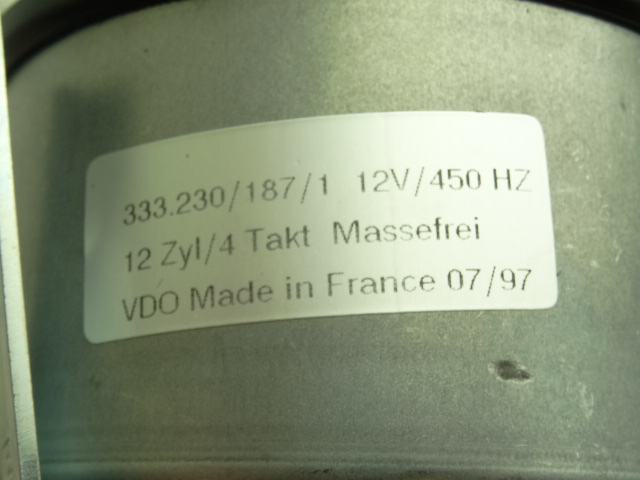 333.230/187/1 12V/450 HZ
12 Zyl/4 Takt Massefrei
VDO Made in France 07/97